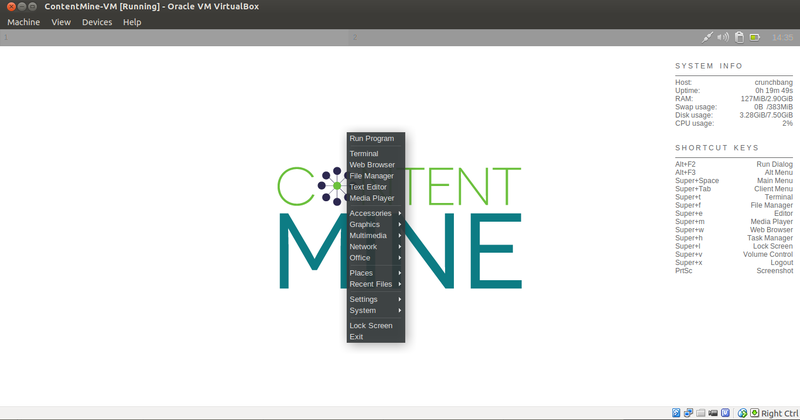 ContentMine-VM [Running] - Oracle VM VirtualBox
Machine View Devices Help
1 2 14:35
SYSTEM INFO
Host: crunchbang
Uptime: 0h 19m 49s
RAM: 127MiB/2.90GiB
Swap usage: 0B /383MiB
Disk usage: 3.28GiB/7.50GiB
CPU usage: 2%
SHORTCUT KEYS
Alt+F2 Run Dialog
Alt+F3 Alt Menu
Super+Space Main Menu
Super+Tab Client Menu
Super+t Terminal
Super+f File Manager
Super+e Editor
Super+m Media Player
Super+w Web Browser
Super+h Task Manager
Super+l Lock Screen
Super+v Volume Control
Super+x Logout
PrtSc Screenshot
Run Program
Terminal
Web Browser
File Manager
Text Editor
Media Player
Accessories
Graphics
Multimedia
Network
Office
Places
Recent Files
Settings
System
Lock Screen
Exit
C TENT
M NE
Right Ctrl